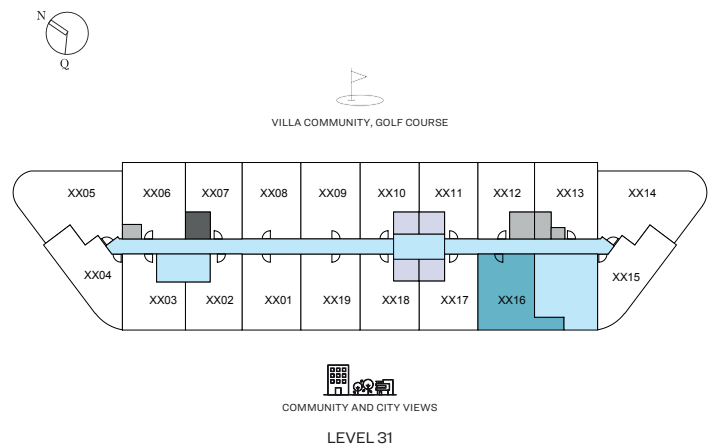 N
Q
VILLA COMMUNITY, GOLF COURSE
XX05 XX06 XX07 XX08 XX09 XX10 XX11 XX12 XX13 XX14
XX04 XX15
XX03 XX02 XX01 XX19 XX18 XX17 XX16
COMMUNITY AND CITY VIEWS
LEVEL 31